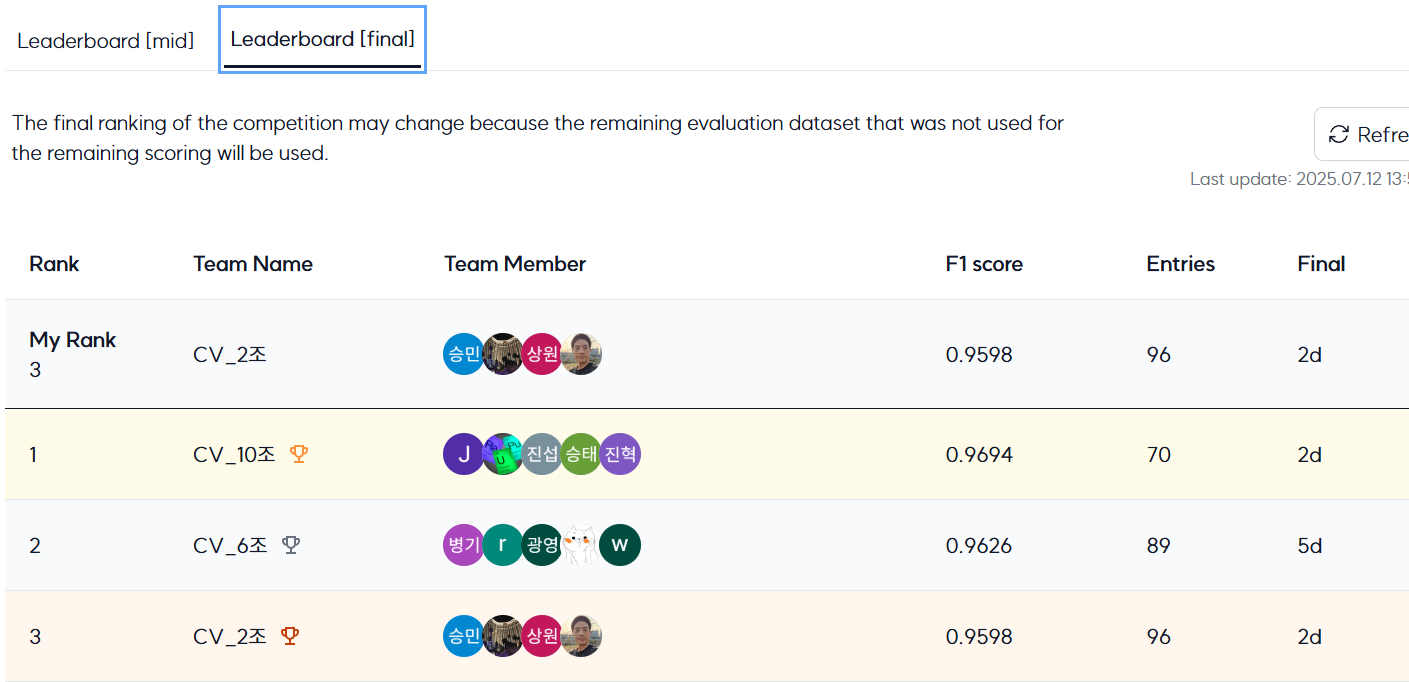 Leaderboard [mid] Leaderboard [final]
The final ranking of the competition may change because the remaining evaluation dataset that was not used for
the remaining scoring will be used.
Refre
Last update: 2025.07.12 13:
Rank Team Name Team Member F1 score Entries Final
My Rank
3
CV_2조 승민 상원 0.9598 96 2d
1 CV_10조 J U 진섭 승태 진혁 0.9694 70 2d
2 CV_6조 병기 r 광영 w 0.9626 89 5d
3 CV_2조 승민 상원 0.9598 96 2d